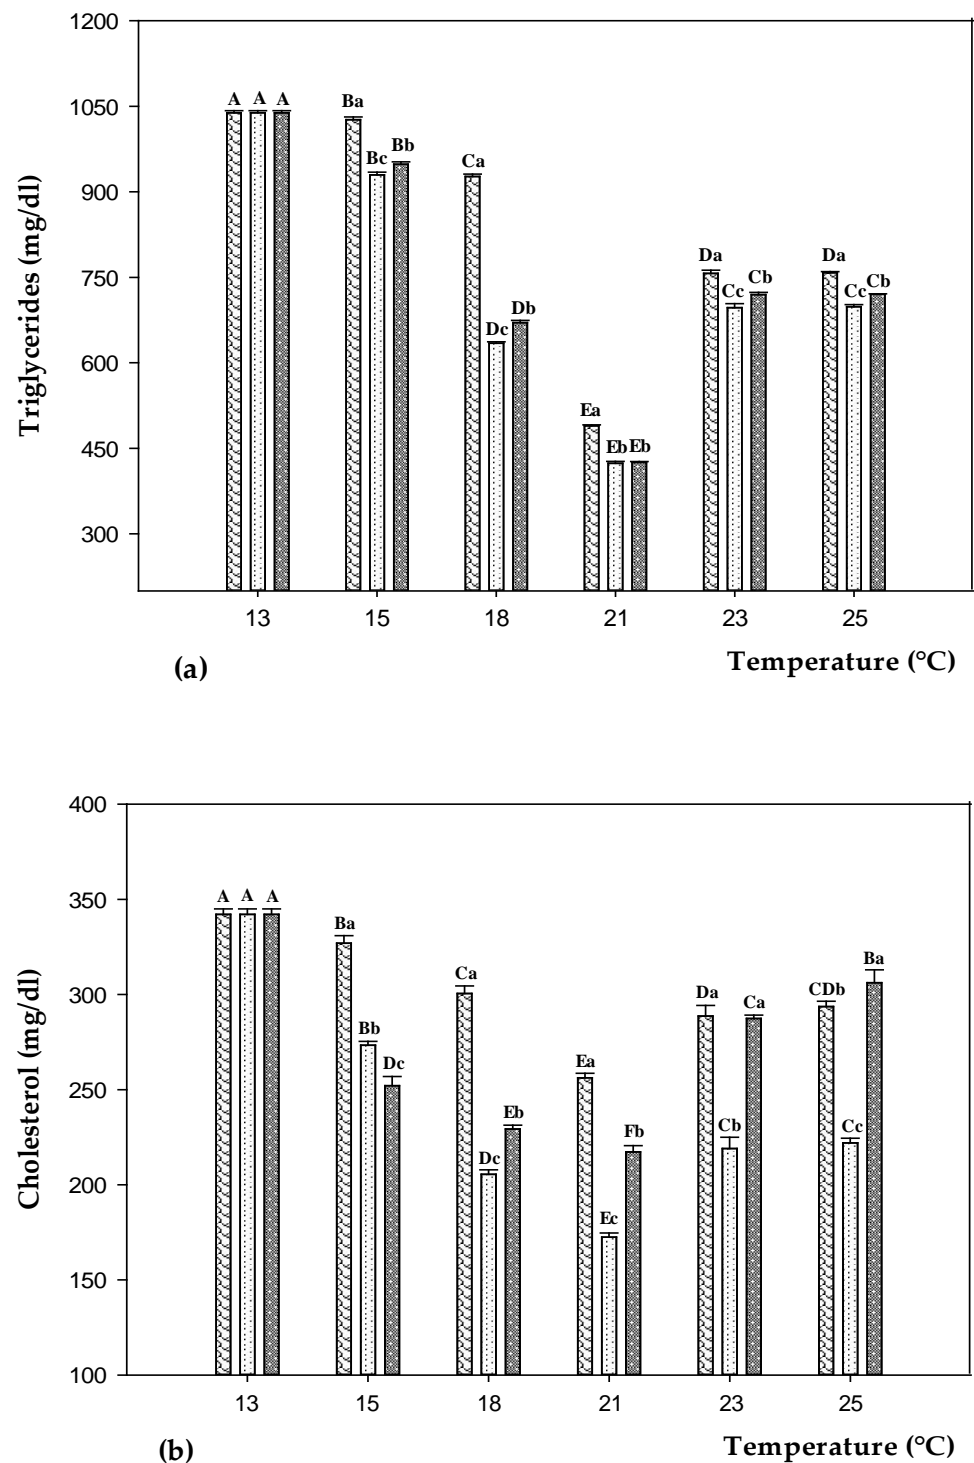 1200
1050
900
750
600
450
300
Triglycerides (mg/dl)
A A A
Ba Bc Bb
Ca Dc Db
Ea Eb Eb
Da Cc Cb
Da Cc Cb
13 15 18 21 23 25
(a) Temperature (°C)
400
350
300
250
200
150
100
Cholesterol (mg/dl)
A A A
Ba Bb Dc
Ca Dc Eb
Ea Ec Fb
Da Cb Ca
CDb Cc Ba
13 15 18 21 23 25
(b) Temperature (°C)